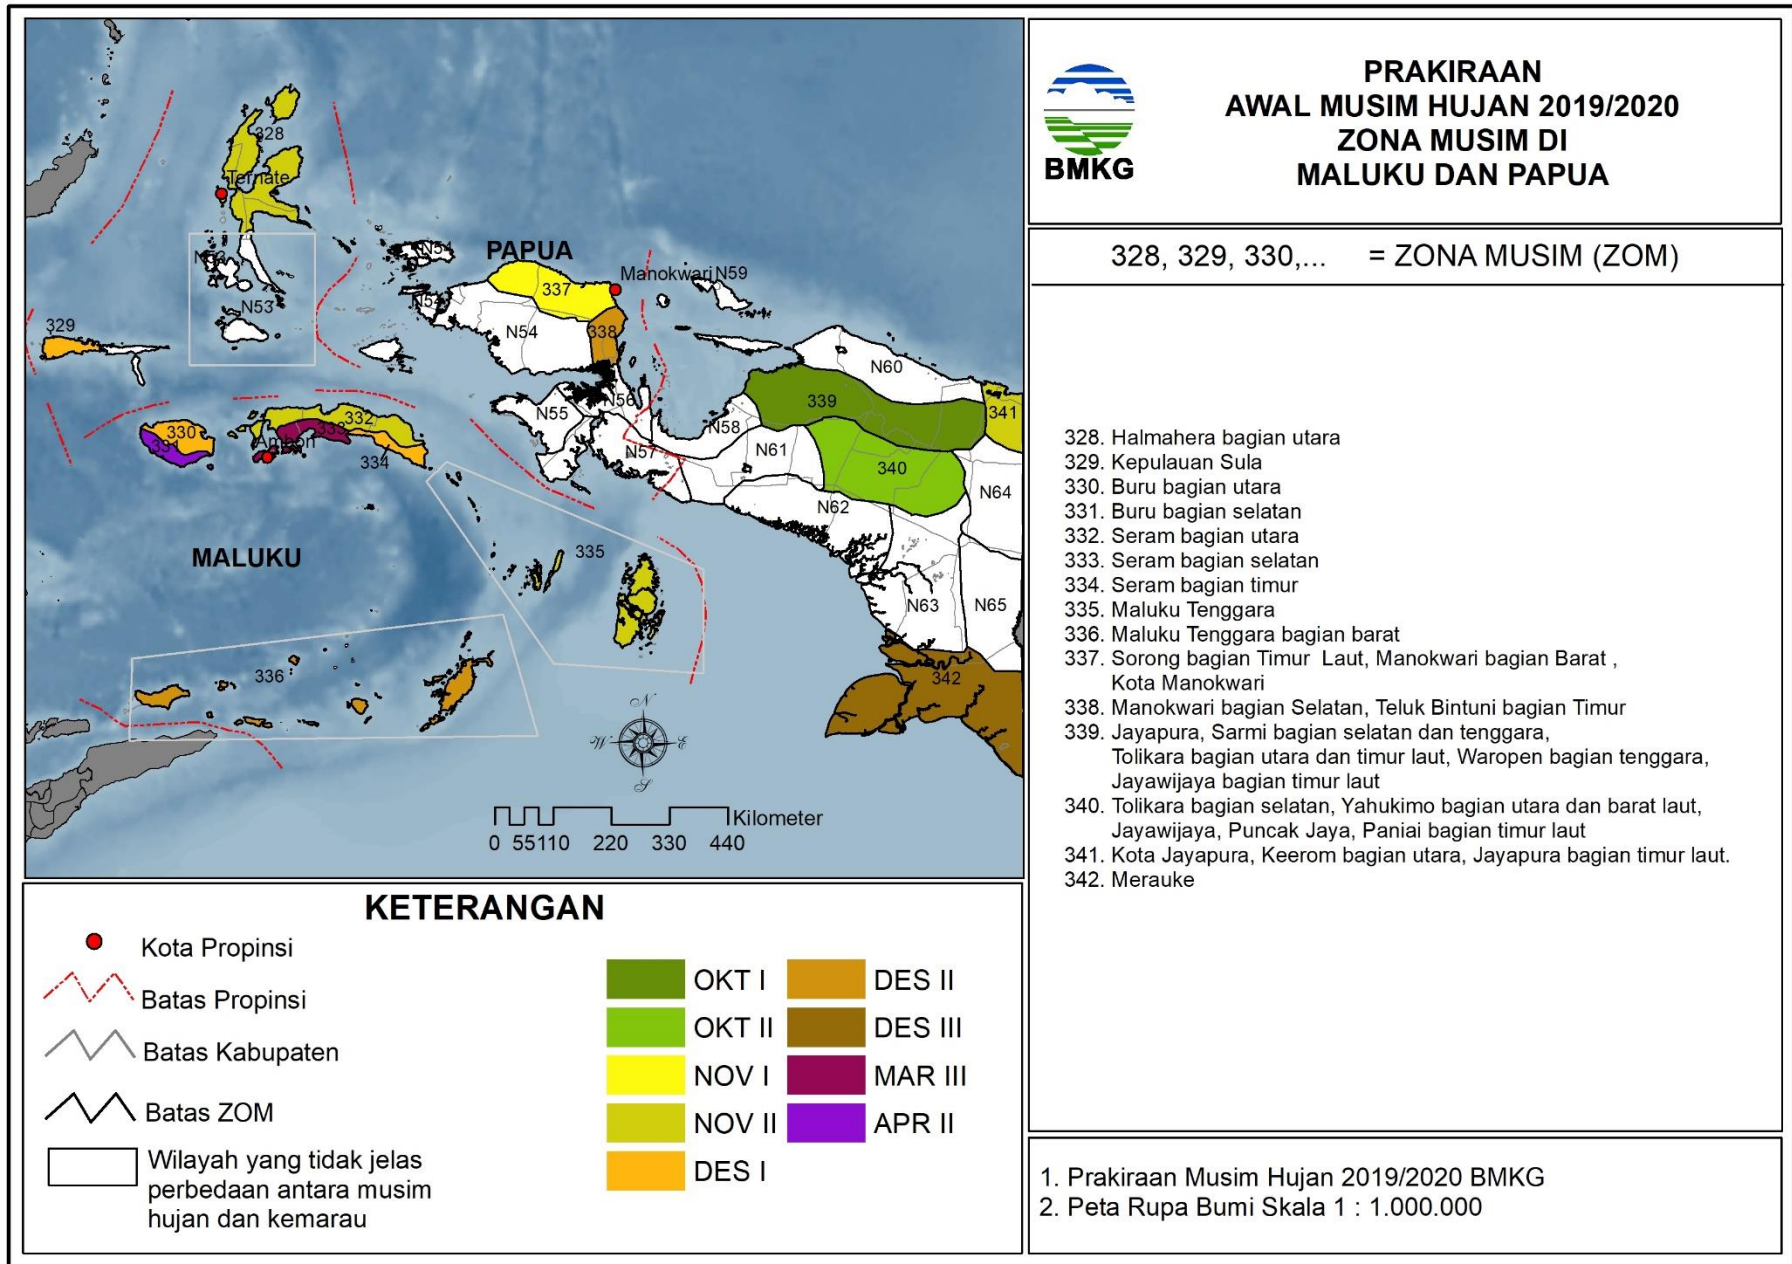 PRAKIRAAN
AWAL MUSIM HUJAN 2019/2020
ZONA MUSIM DI
MALUKU DAN PAPUA
BMKG
328, 329, 330,... = ZONA MUSIM (ZOM)
328. Halmahera bagian utara
329. Kepulauan Sula
330. Buru bagian utara
331. Buru bagian selatan
332. Seram bagian utara
333. Seram bagian selatan
334. Seram bagian timur
335. Maluku Tenggara
336. Maluku Tenggara bagian barat
337. Sorong bagian Timur Laut, Manokwari bagian Barat ,
Kota Manokwari
338. Manokwari bagian Selatan, Teluk Bintuni bagian Timur
339. Jayapura, Sarmi bagian selatan dan tenggara,
Tolikara bagian utara dan timur laut, Waropen bagian tenggara,
Jayawijaya bagian timur laut
340. Tolikara bagian selatan, Yahukimo bagian utara dan barat laut,
Jayawijaya, Puncak Jaya, Paniai bagian timur laut
341. Kota Jayapura, Keerom bagian utara, Jayapura bagian timur laut.
342. Merauke
1. Prakiraan Musim Hujan 2019/2020 BMKG
2. Peta Rupa Bumi Skala 1 : 1.000.000
328
Ternate
N53
N53
329
N54
PAPUA
Manokwari
N59
337
N54
N54
338
N60
339
341
330
331
332
333
Ambon
334
N55
N56
N57
N58
N61
340
N64
N62
335
MALUKU
N63
N65
336
342
N
W
E
S
Kilometer
0 55 110 220 330 440
KETERANGAN
Kota Propinsi
Batas Propinsi
Batas Kabupaten
Batas ZOM
Wilayah yang tidak jelas
perbedaan antara musim
hujan dan kemarau
OKT I
OKT II
NOV I
NOV II
DES I
DES II
DES III
MAR III
APR II